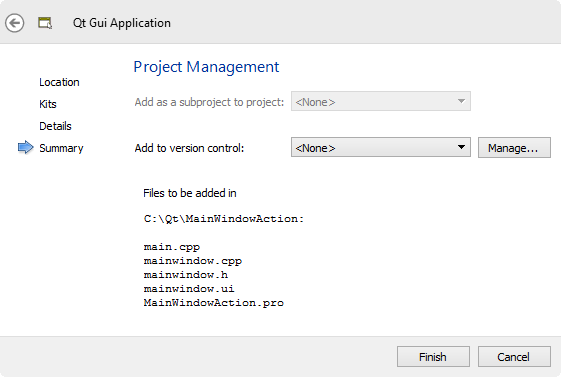 Qt Gui Application
Project Management
Location
Kits
Details
Summary
Add as a subproject to project: <None>
Add to version control: <None> Manage...
Files to be added in
C:\Qt\MainWindowAction:
main.cpp
mainwindow.cpp
mainwindow.h
mainwindow.ui
MainWindowAction.pro
Finish Cancel